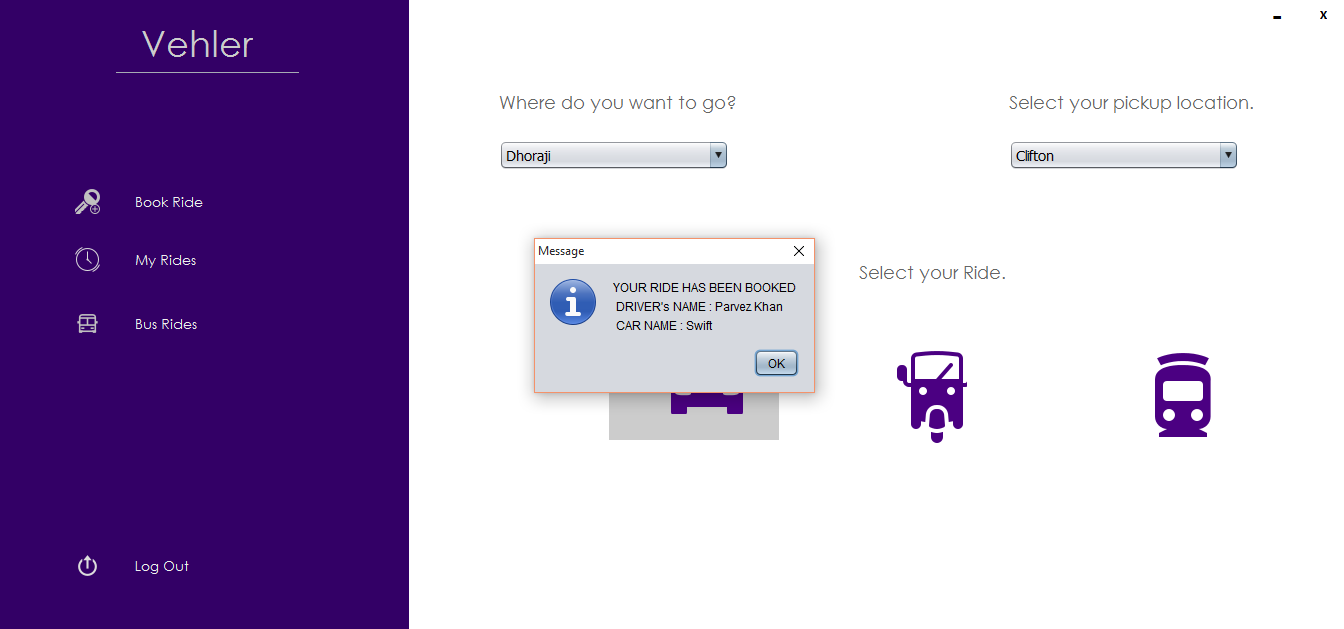 Vehler
Book Ride
My Rides
Bus Rides
Log Out
x
Where do you want to go?
Select your pickup location.
Dhoraji
Clifton
Select your Ride.
Message
YOUR RIDE HAS BEEN BOOKED
DRIVER's NAME : Parvez Khan
CAR NAME : Swift
OK